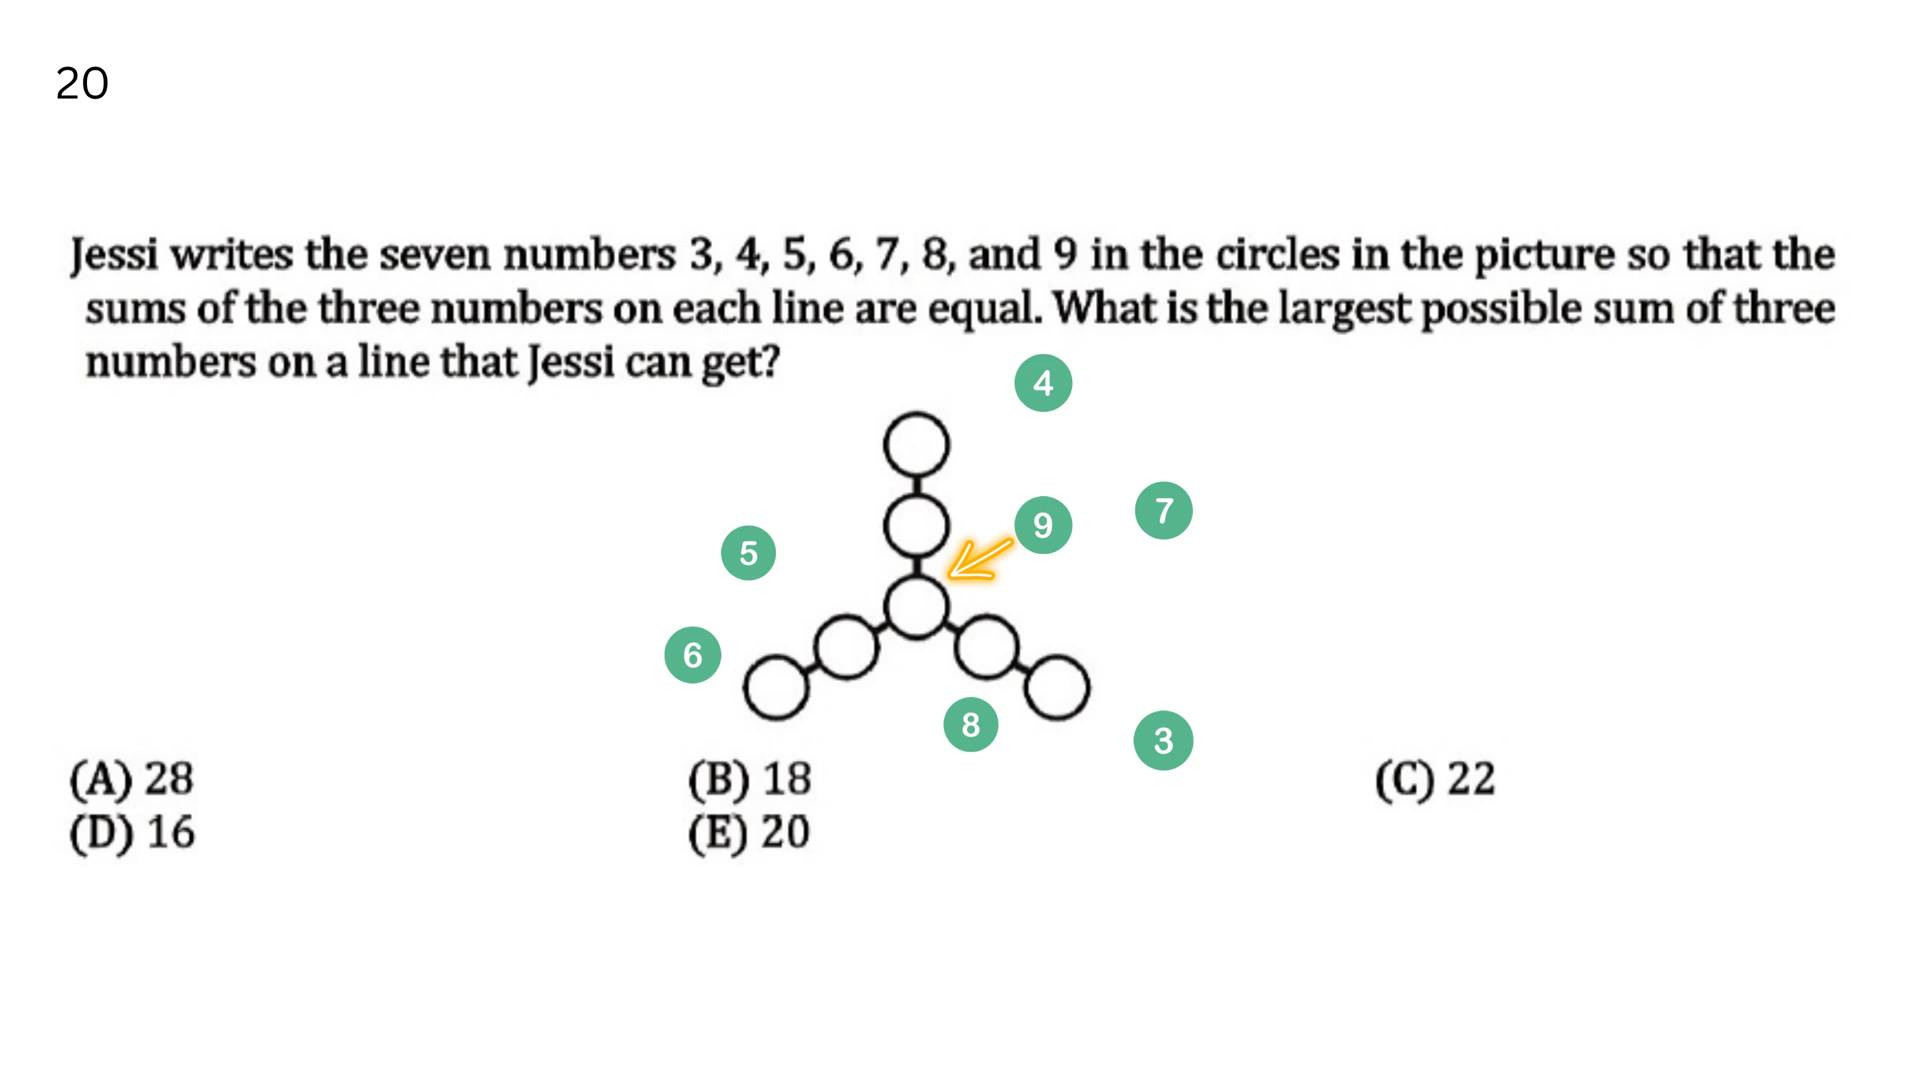 20
Jessi writes the seven numbers 3, 4, 5, 6, 7, 8, and 9 in the circles in the picture so that the
sums of the three numbers on each line are equal. What is the largest possible sum of three
numbers on a line that Jessi can get?
4
9
7
5
6
8
3
(A) 28
(B) 18
(C) 22
(D) 16
(E) 20